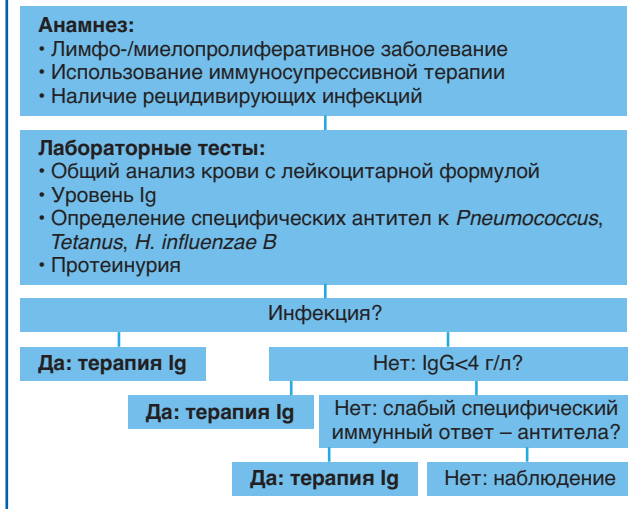 Анамнез:
• Лимфо-/миелопролиферативное заболевание
• Использование иммуносупрессивной терапии
• Наличие рецидивирующих инфекций
Лабораторные тесты:
• Общий анализ крови с лейкоцитарной формулой
• Уровень Ig
• Определение специфических антител к Pneumococcus,
Tetanus, H. influenzae B
• Протеинурия
Инфекция?
Да: терапия Ig
Нет: IgG<4 г/л?
Да: терапия Ig
Нет: слабый специфический
иммунный ответ – антитела?
Да: терапия Ig
Нет: наблюдение